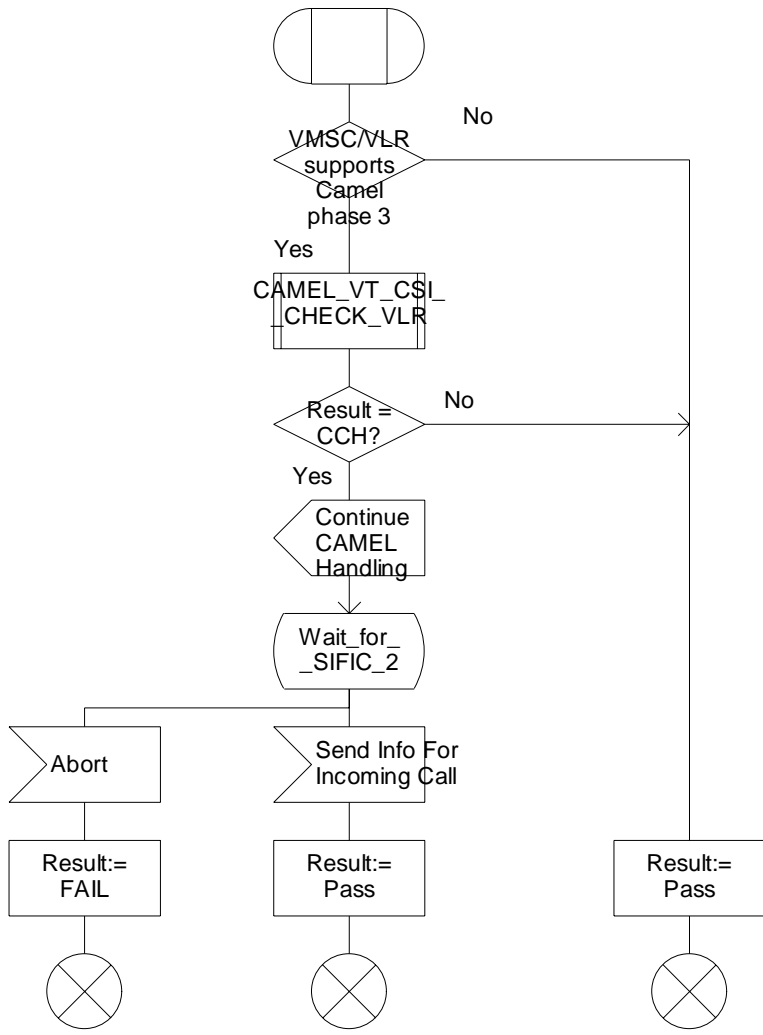 No
VMSC/VLR
supports
Camel
phase 3
Yes
CAMEL_VT_CSI_
_CHECK_VLR
Result =
CCH?
No
Yes
Continue
CAMEL
Handling
Wait_for_
_SIFIC_2
Abort
Send Info For
Incoming Call
Result:=
FAIL
Result:=
Pass
Result:=
Pass